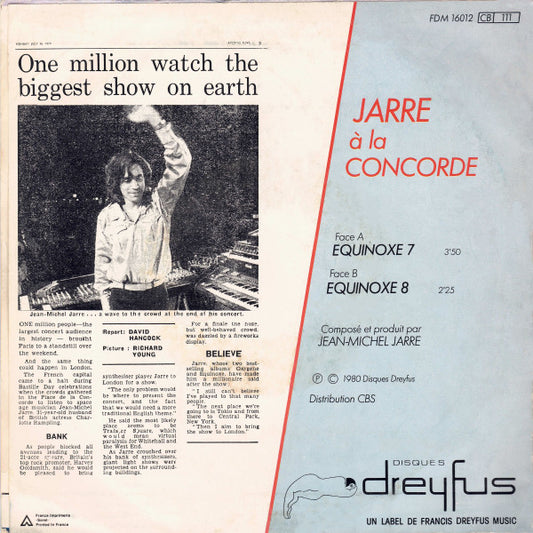 One million watch the
biggest show on earth
Jean-Michel Jarre . . . a wave to the crowd at the end of his concert.
ONE million people—the
largest concert audience
in history — brought
Paris to a standstill over
the weekend.
And the same thing
could happen in London.
The French capital
came to a halt during
Bastille Day celebrations
when the crowds gathered
in the Place de la Con-
corde to listen to space
age musician Jean-Michel
Jarre, 31-year-old husband
of British actress Char-
lotte Rampling.
BANK
As people blocked all
avenues leading to the
21-acre square, Britain's
top rock promoter, Harvey
Goldsmith, said he would
be pleased to bring
Report: DAVID
HANCOCK
Picture: RICHARD
YOUNG
synthesiser player Jarre to
London for a show.
"The only problem would
be where to present the
concert, and the fact
that we would need a more
traditional English theme."
He said the most likely
place seems to be
Trafalgar Square, which
would mean virtual
paralysis for Whitehall and
the West End.
As Jarre crouched over
his bank of synthesisers,
giant light shows were
projected on the surround-
ing buildings.
For a finale the huge,
but well-behaved crowd,
was dazzled by a fireworks
display.
BELIEVE
Jarre, whose two best-
selling albums Oxygene
and Equinoxe, have made
him a millionaire said
after the show:
"I still can't believe
I've played to that many
people.
"The next place we're
going to is Tokio and from
there to Central Park,
New York.
"Then I aim to bring
the show to London."
France Imprimerie
Printed in France
FDM 16012 CB 111
JARRE
à la
CONCORDE
Face A
EQUINOXE 7 3'50
Face B
EQUINOXE 8 2'25
Composé et produit par
JEAN-MICHEL JARRE
Ⓟ © 1980 Disques Dreyfus
Distribution CBS
DISQUES
dreyfus
UN LABEL DE FRANCIS DREYFUS MUSIC